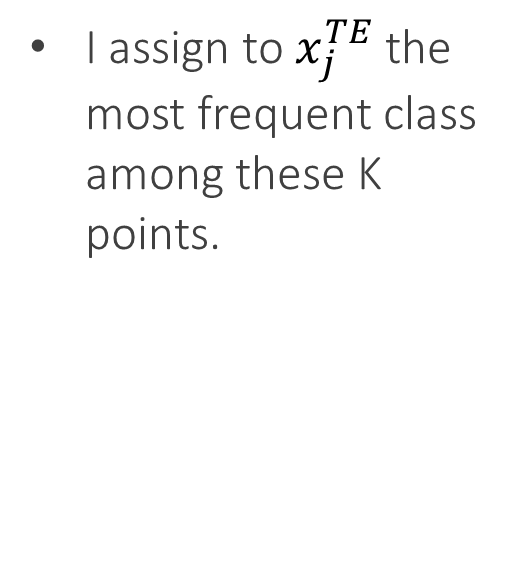 • I assign to $x_j^{TE}$ the
most frequent class
among these K
points.